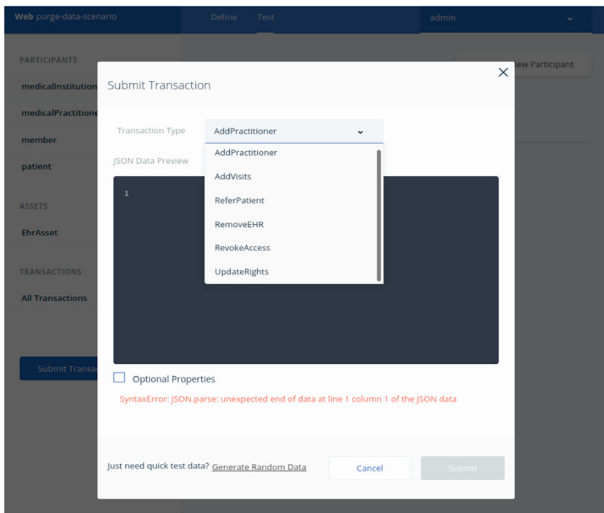 Web purge-data-scenario
Define Test
admin
PARTICIPANTS
medicalInstitution
medicalPractitione
member
patient
ASSETS
EhrAsset
TRANSACTIONS
All Transactions
Submit Transa
ew Participant
Submit Transaction
Transaction Type
AddPractitioner
AddPractitioner
AddVisits
ReferPatient
RemoveEHR
RevokeAccess
UpdateRights
JSON Data Preview
1
Optional Properties
SyntaxError: JSON.parse: unexpected end of data at line 1 column 1 of the JSON data
Just need quick test data? Generate Random Data
Cancel
Submit